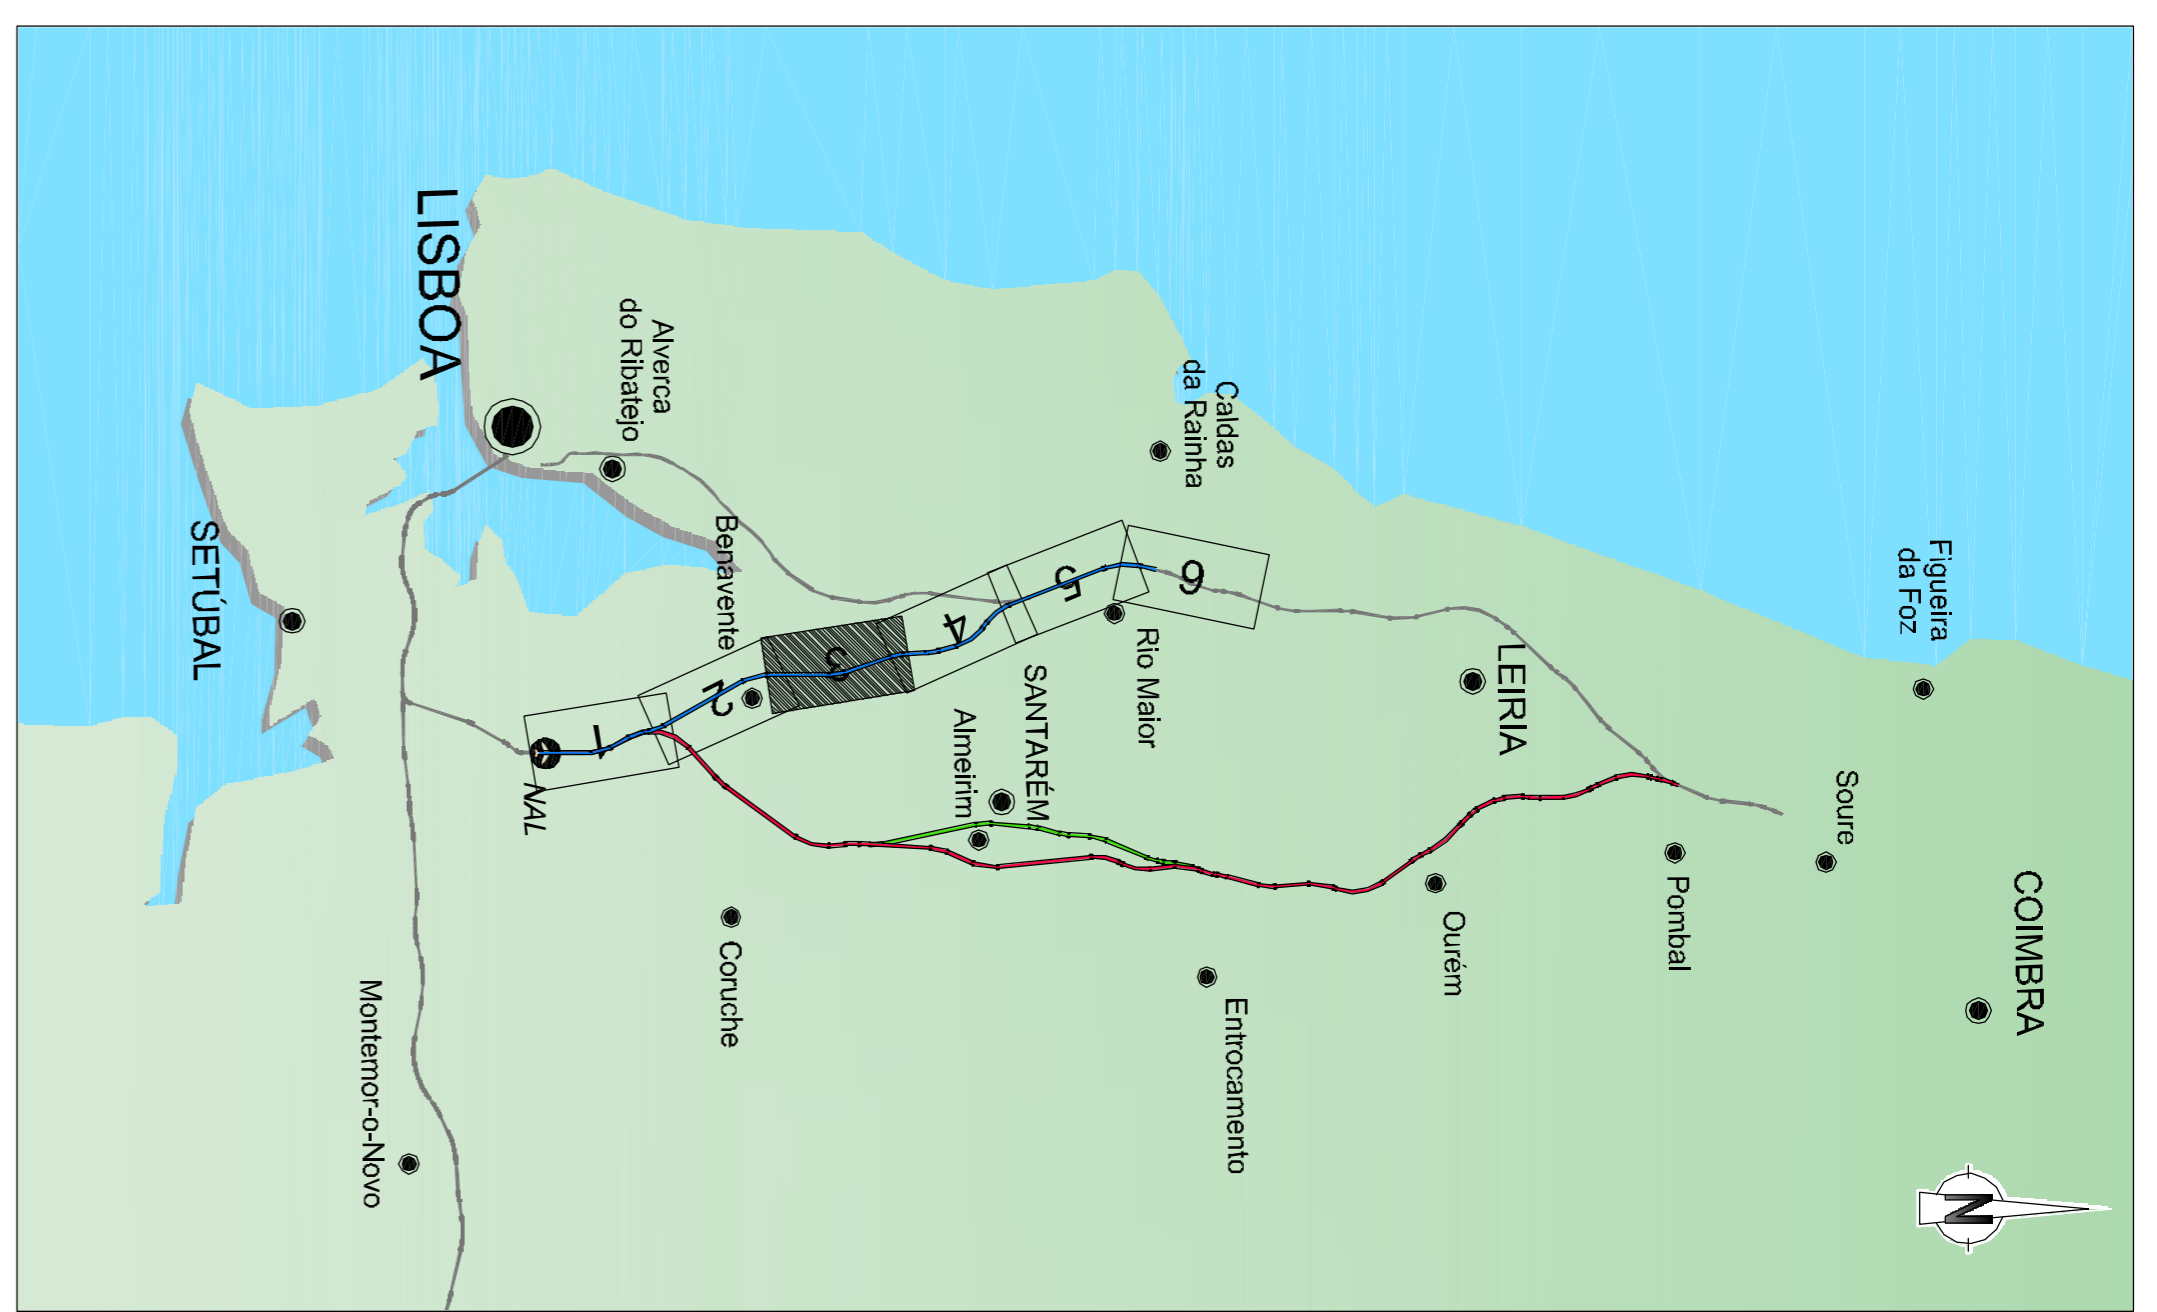 COIMBRA
Figueira
da Foz
Soure
Pombal
LEIRIA
Ourém
Caldas
da Rainha
Entrocamento
Rio Maior
SANTARÉM
Almeirim
6
5
4
3
2
1
Benavente
Coruche
Alverca
do Ribatejo
NAL
LISBOA
Montemor-o-Novo
SETÚBAL
N